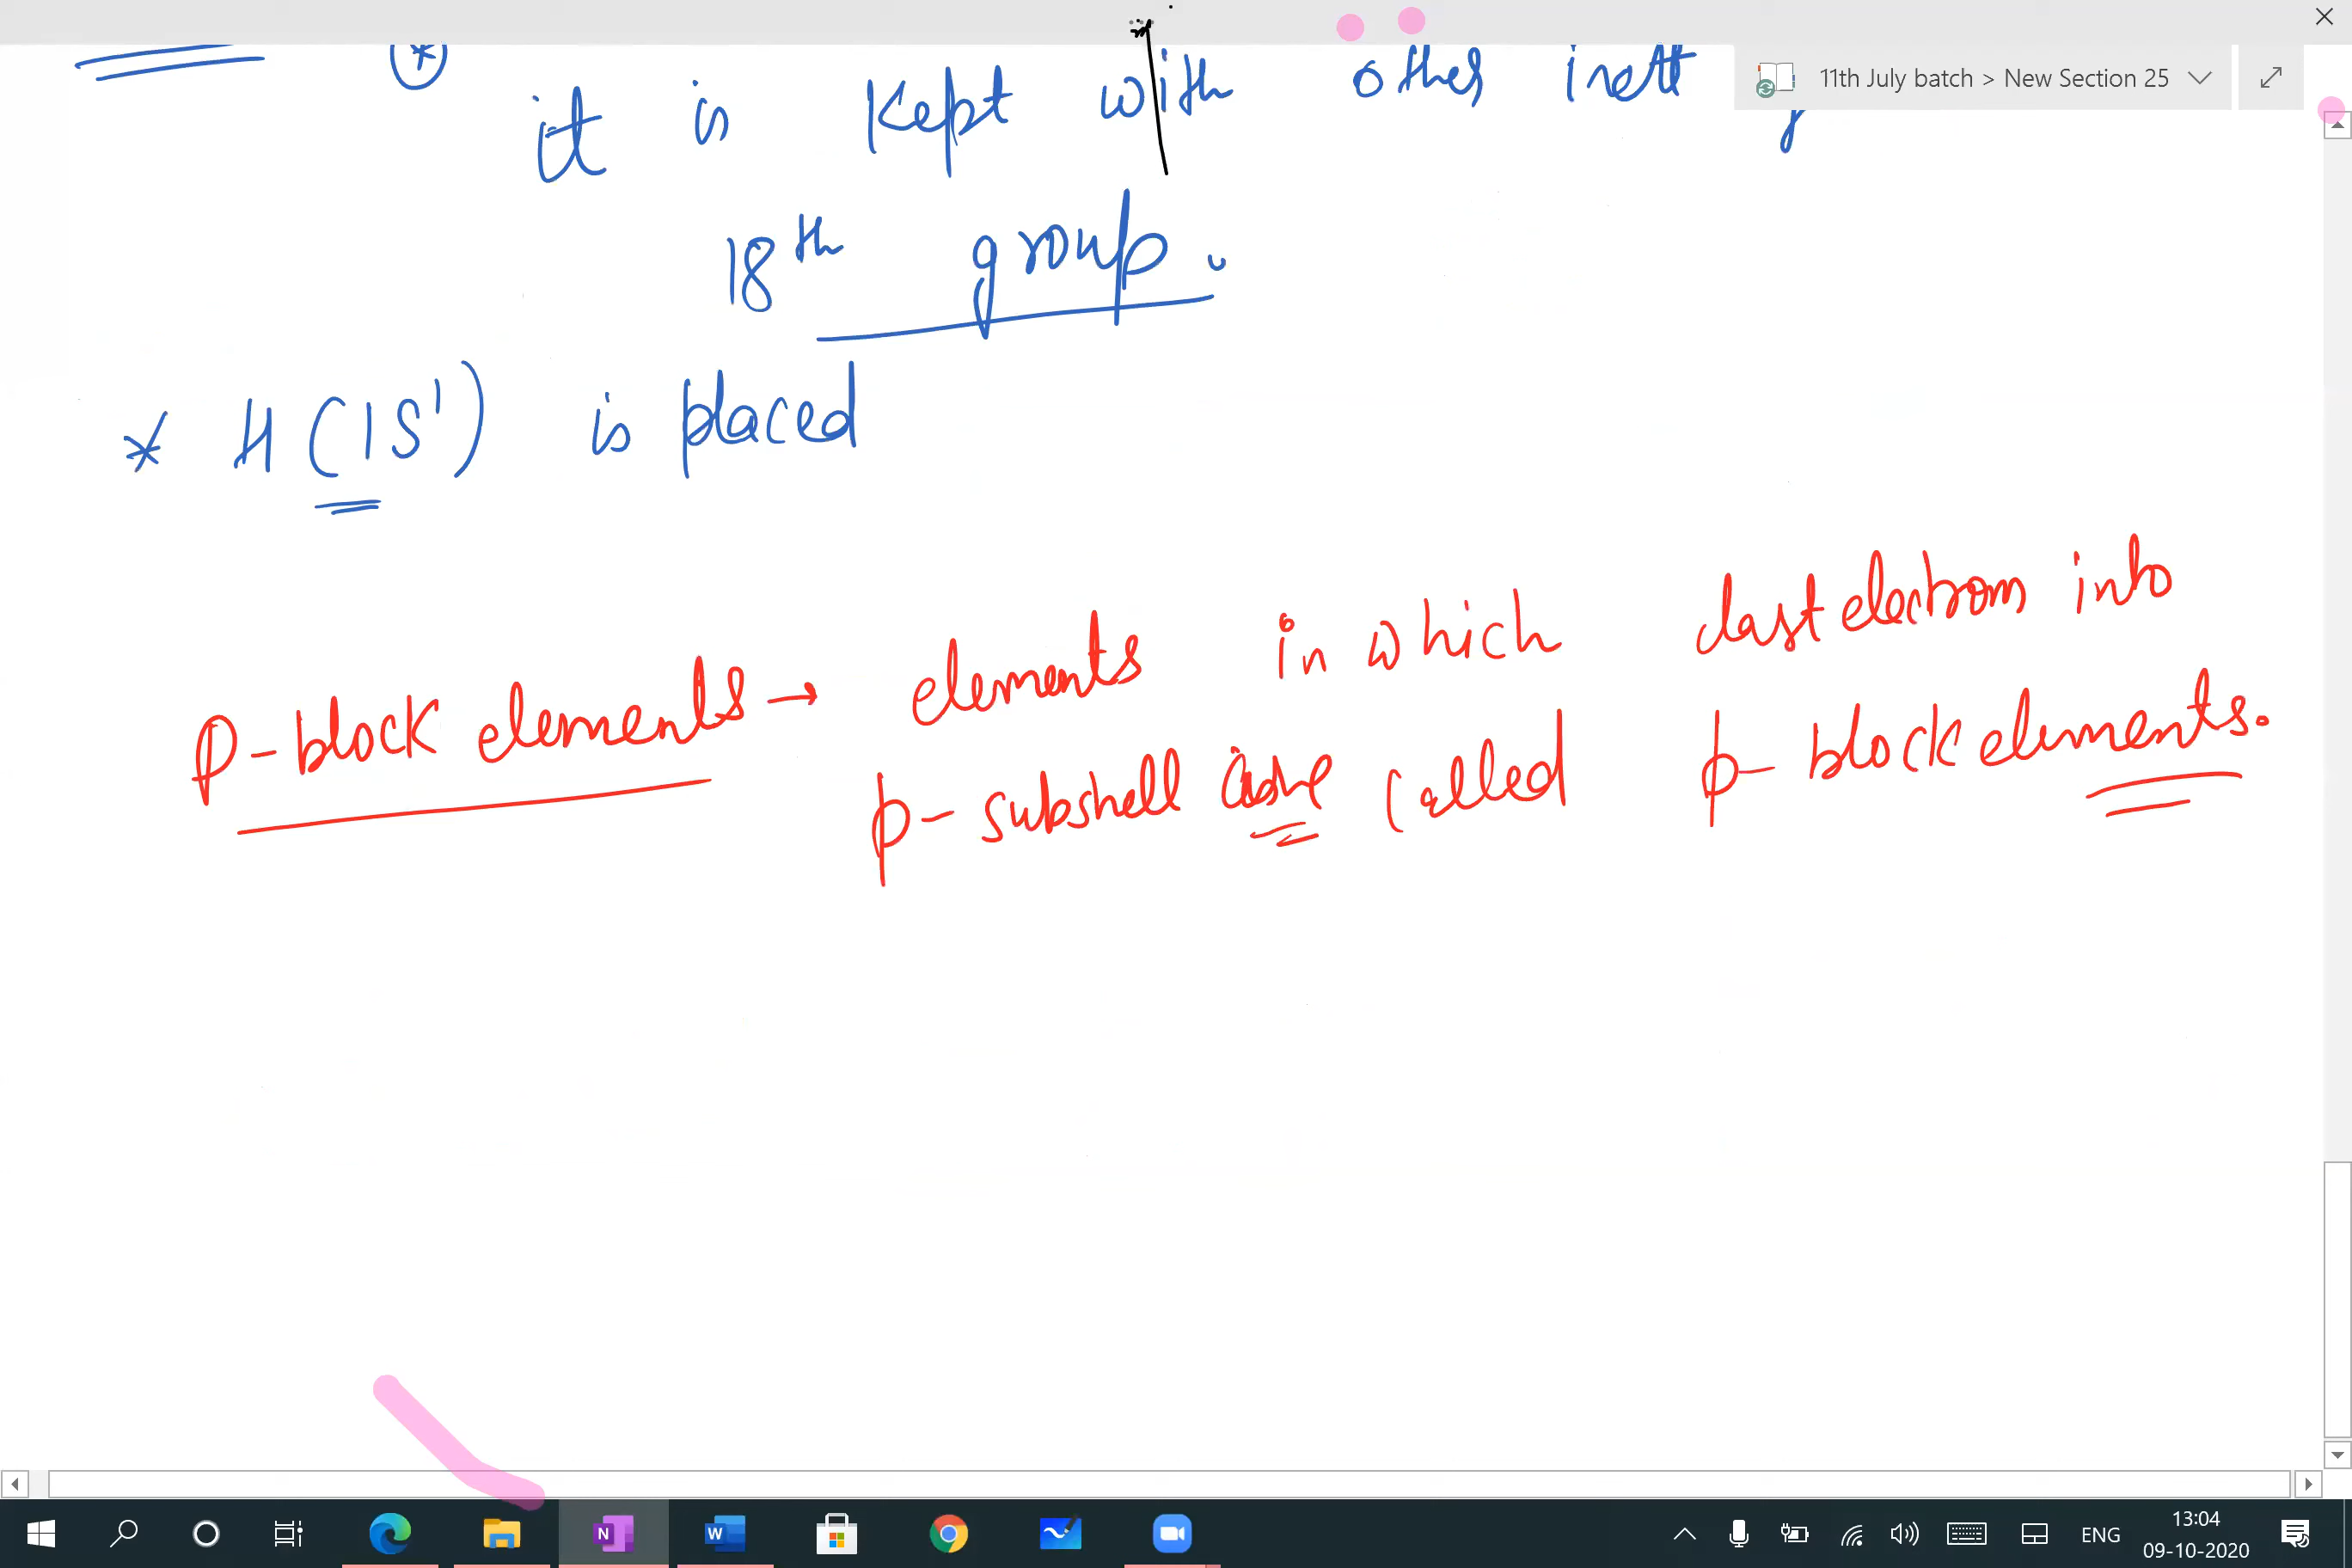 11th July batch > New Section 25
it is kept with other inert
18th group.
* H (1S¹) is placed
p-block elements → elements in which last electrons into
p-subshell are called p-block elements.
ENG
13:04
09-10-2020